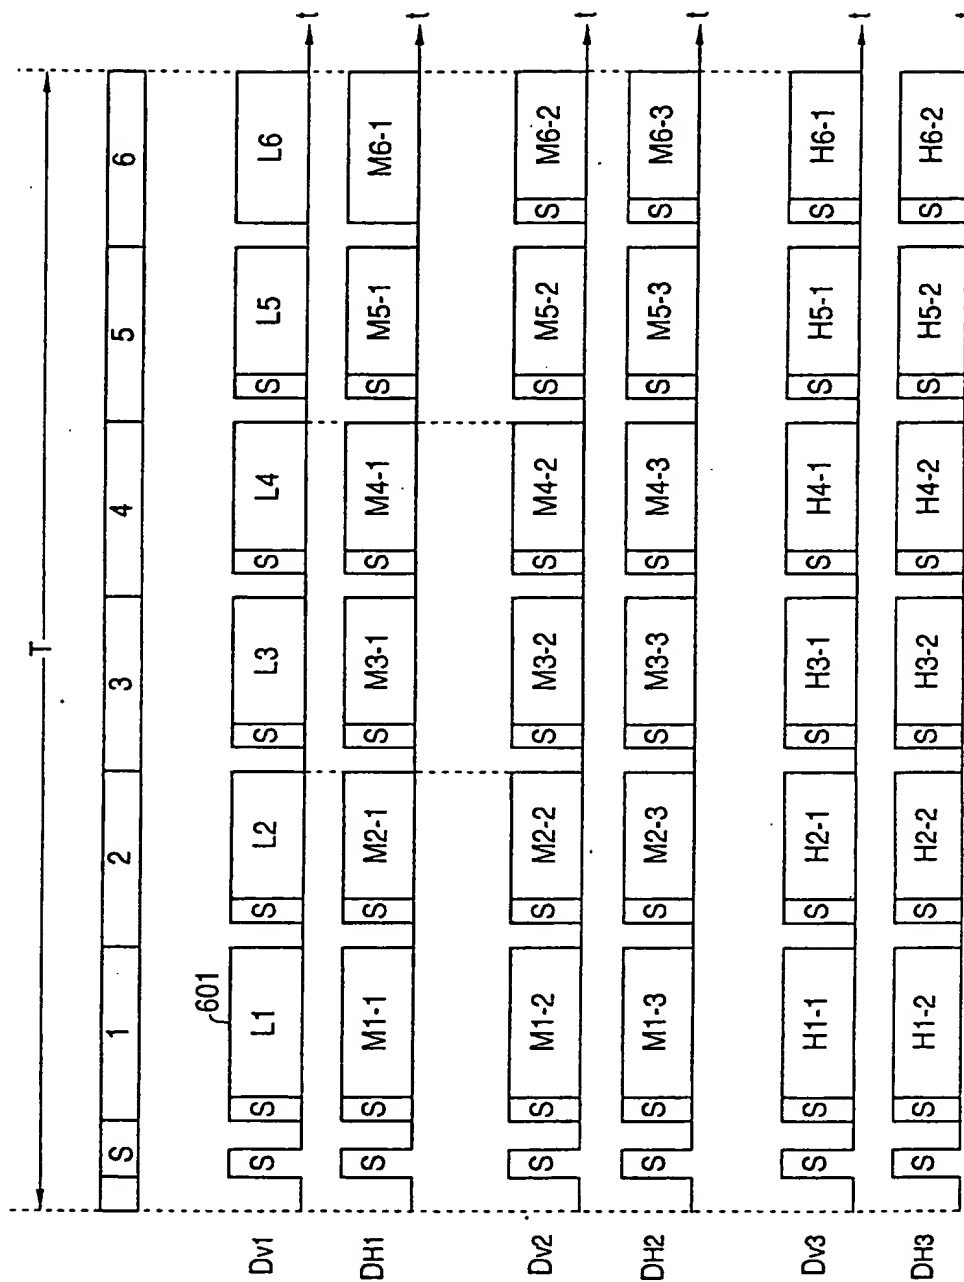 T
S 1 2 3 4 5 6
601
Dv1 S S L1 S L2 S L3 S L4 S L5 L6 t
DH1 S S M1-1 S M2-1 S M3-1 S M4-1 S M5-1 M6-1 t
Dv2 S S M1-2 S M2-2 S M3-2 S M4-2 S M5-2 S M6-2 t
DH2 S S M1-3 S M2-3 S M3-3 S M4-3 S M5-3 S M6-3 t
Dv3 S S H1-1 S H2-1 S H3-1 S H4-1 S H5-1 S H6-1 t
DH3 S S H1-2 S H2-2 S H3-2 S H4-2 S H5-2 S H6-2 t